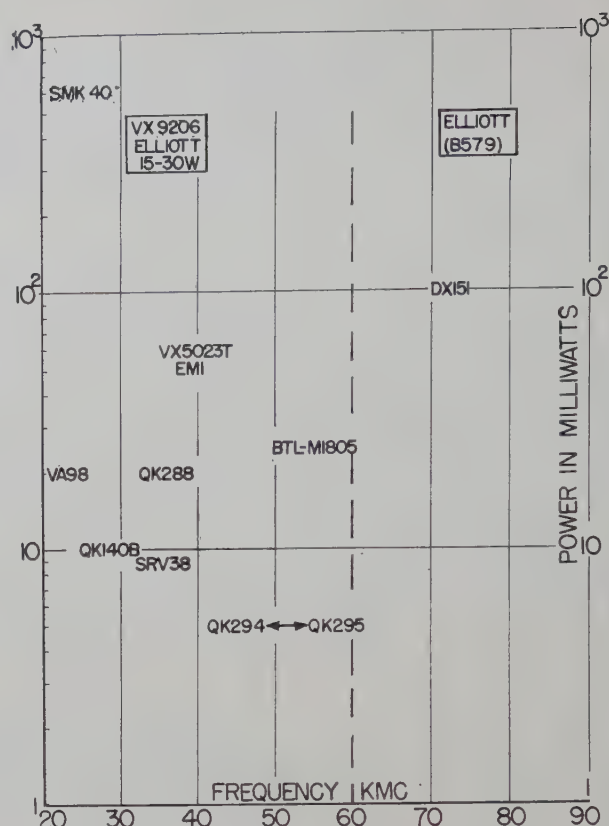 10³
10³
SMK 40
VX 9206
ELLIOTT
15-30W
ELLIOTT
(B579)
10²
DX151
10²
VX5023T
EMI
BTL-M1805
VA98
QK288
POWER IN MILLIWATTS
10
QK140B
10
SRV38
QK294
QK295
FREQUENCY KMC
1
20
30
40
50
60
70
80
90